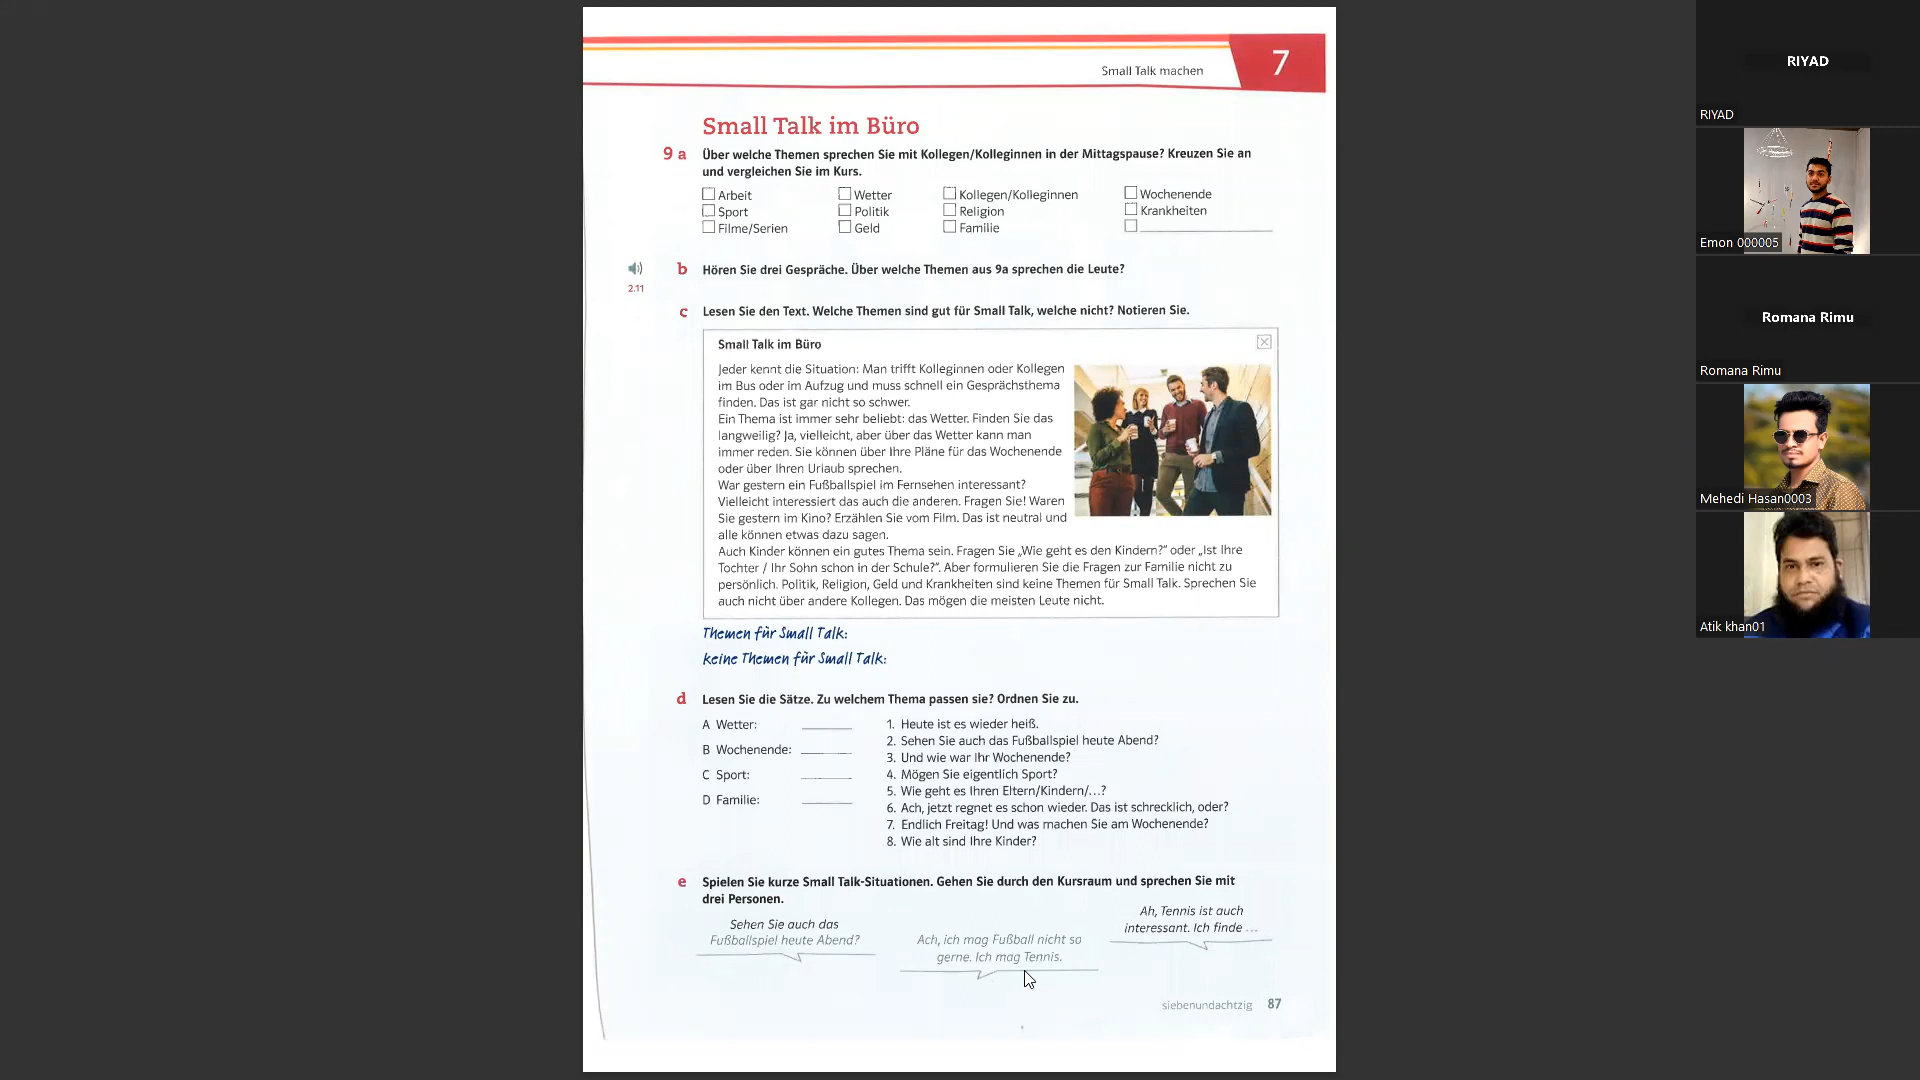 Small Talk machen
7
Small Talk im Büro
9 a
Über welche Themen sprechen Sie mit Kollegen/Kolleginnen in der Mittagspause? Kreuzen Sie an
und vergleichen Sie im Kurs.
Arbeit Wetter Kollegen/Kolleginnen Wochenende
Sport Politik Religion Krankheiten
Filme/Serien Geld Familie
b Hören Sie drei Gespräche. Über welche Themen aus 9a sprechen die Leute?
2.11
c Lesen Sie den Text. Welche Themen sind gut für Small Talk, welche nicht? Notieren Sie.
Small Talk im Büro
Jeder kennt die Situation: Man trifft Kolleginnen oder Kollegen
im Bus oder im Aufzug und muss schnell ein Gesprächsthema
finden. Das ist gar nicht so schwer.
Ein Thema ist immer sehr beliebt: das Wetter. Finden Sie das
langweilig? Ja, vielleicht, aber über das Wetter kann man
immer reden. Sie können über Ihre Pläne für das Wochenende
oder über Ihren Urlaub sprechen.
War gestern ein Fußballspiel im Fernsehen interessant?
Vielleicht interessiert das auch die anderen. Fragen Sie! Waren
Sie gestern im Kino? Erzählen Sie vom Film. Das ist neutral und
alle können etwas dazu sagen.
Auch Kinder können ein gutes Thema sein. Fragen Sie „Wie geht es den Kindern?" oder „Ist Ihre
Tochter / Ihr Sohn schon in der Schule?". Aber formulieren Sie die Fragen zur Familie nicht zu
persönlich. Politik, Religion, Geld und Krankheiten sind keine Themen für Small Talk. Sprechen Sie
auch nicht über andere Kollegen. Das mögen die meisten Leute nicht.
Themen für Small Talk:
keine Themen für Small Talk:
d Lesen Sie die Sätze. Zu welchem Thema passen sie? Ordnen Sie zu.
A Wetter:
B Wochenende:
C Sport:
D Familie:
1. Heute ist es wieder heiß.
2. Sehen Sie auch das Fußballspiel heute Abend?
3. Und wie war Ihr Wochenende?
4. Mögen Sie eigentlich Sport?
5. Wie geht es Ihren Eltern/Kindern/...?
6. Ach, jetzt regnet es schon wieder. Das ist schrecklich, oder?
7. Endlich Freitag! Und was machen Sie am Wochenende?
8. Wie alt sind Ihre Kinder?
e Spielen Sie kurze Small Talk-Situationen. Gehen Sie durch den Kursraum und sprechen Sie mit
drei Personen.
Sehen Sie auch das
Fußballspiel heute Abend?
Ach, ich mag Fußball nicht so
gerne. Ich mag Tennis.
Ah, Tennis ist auch
interessant. Ich finde ...
siebenundachtzig 87
RIYAD
RIYAD
Emon 000005
Romana Rimu
Romana Rimu
Mehedi Hasan0003
Atik khan01